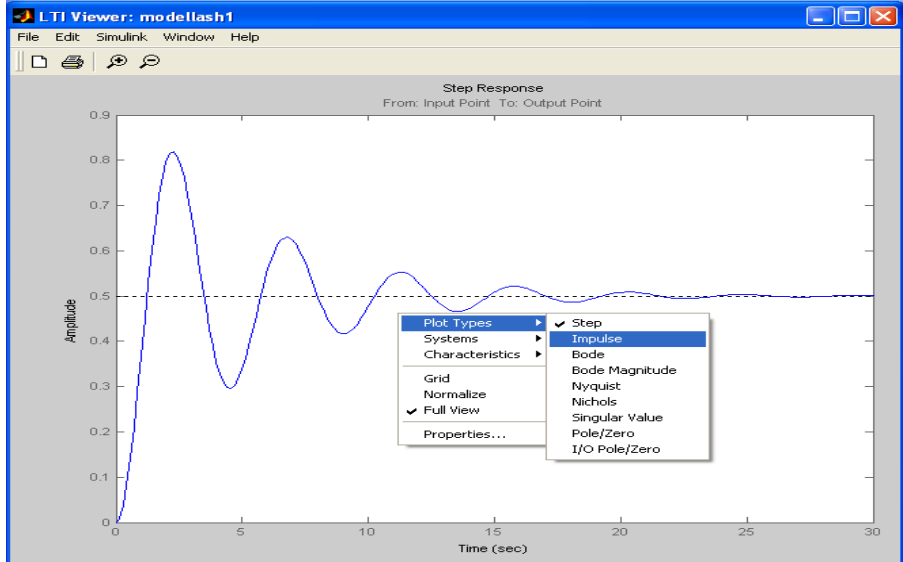 LTI Viewer: modellash1
File Edit Simulink Window Help
Step Response
From: Input Point To: Output Point
0.9
0.8
0.7
0.6
0.5
0.4
0.3
0.2
0.1
0
Amplitude
Plot Types
Systems
Characteristics
Grid
Normalize
Full View
Properties...
Step
Impulse
Bode
Bode Magnitude
Nyquist
Nichols
Singular Value
Pole/Zero
I/O Pole/Zero
0 5 10 15 20 25 30
Time (sec)